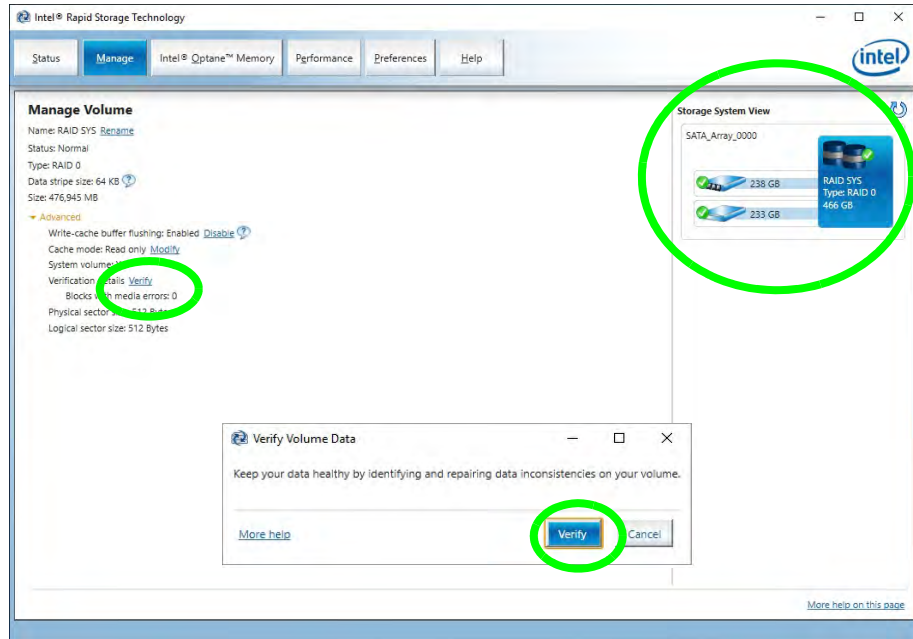 Intel® Rapid Storage Technology
Status
Manage
Intel® Optane™ Memory
Performance
Preferences
Help
intel
Manage Volume
Name: RAID SYS Rename
Status: Normal
Type: RAID 0
Data stripe size: 64 KB ?
Size: 476,945 MB
Advanced
Write-cache buffer flushing: Enabled Disable ?
Cache mode: Read only Modify
System volume:
Verification details Verify
Blocks with media errors: 0
Physical sector size: 512 Bytes
Logical sector size: 512 Bytes
Storage System View
SATA_Array_0000
238 GB
233 GB
RAID SYS
Type: RAID 0
466 GB
Verify Volume Data
Keep your data healthy by identifying and repairing data inconsistencies on your volume.
More help
Verify
Cancel
More help on this page